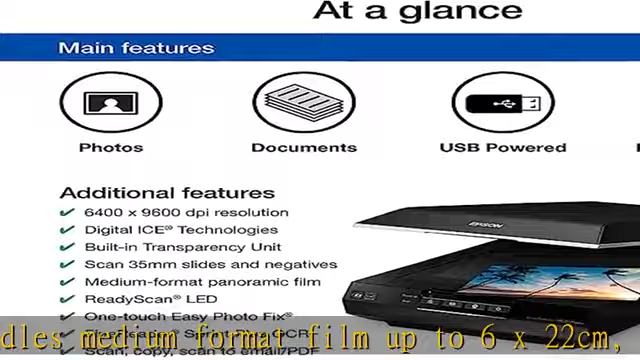 At a glance
Main features
Photos
Documents
USB Powered
Additional features
6400 x 9600 dpi resolution
Digital ICE® Technologies
Built-in Transparency Unit
Scan 35mm slides and negatives
Medium-format panoramic film
ReadyScan® LED
One-touch Easy Photo Fix®
Scan, copy, scan to email/PDF
EPSON
dles medium format film up to 6 x 22cm,